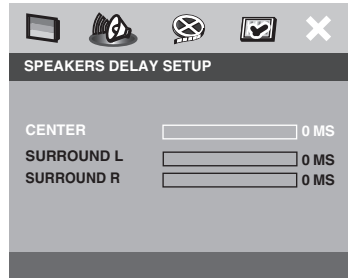 SPEAKERS DELAY SETUP
CENTER 0 MS
SURROUND L 0 MS
SURROUND R 0 MS